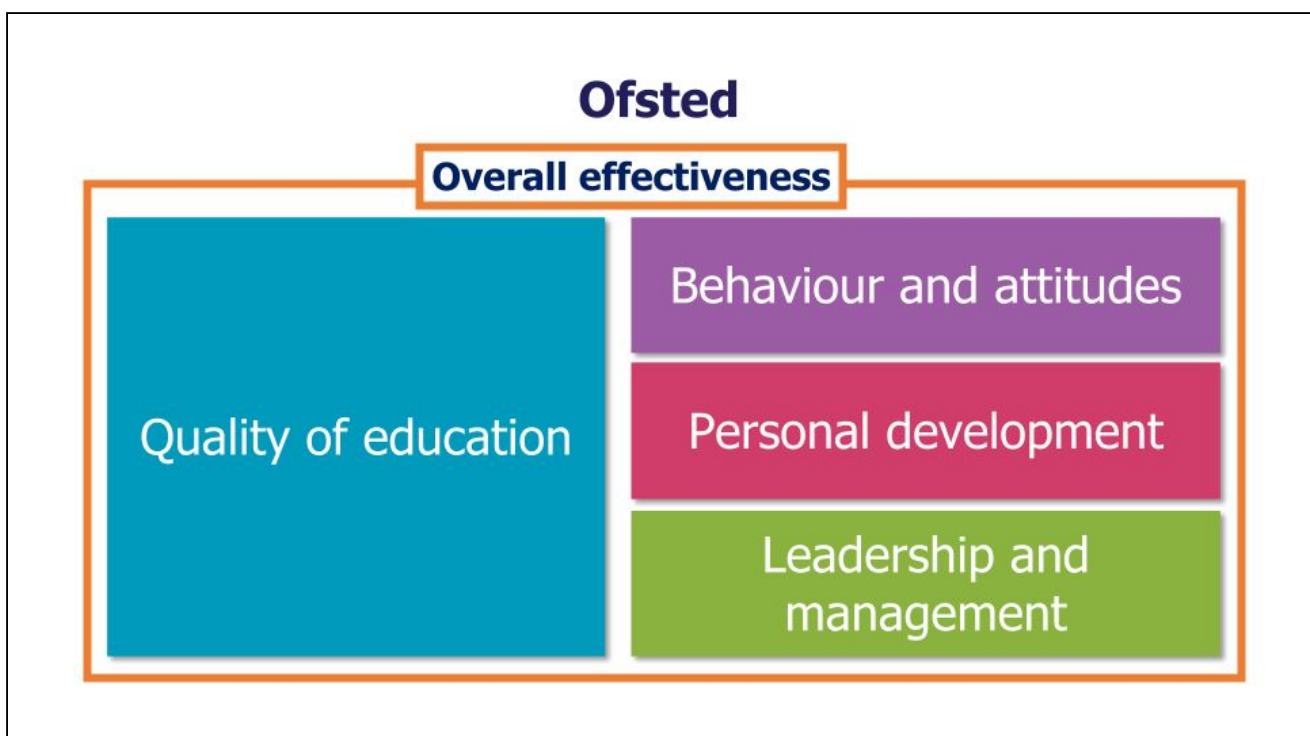 Ofsted
Overall effectiveness
Quality of education
Behaviour and attitudes
Personal development
Leadership and
management